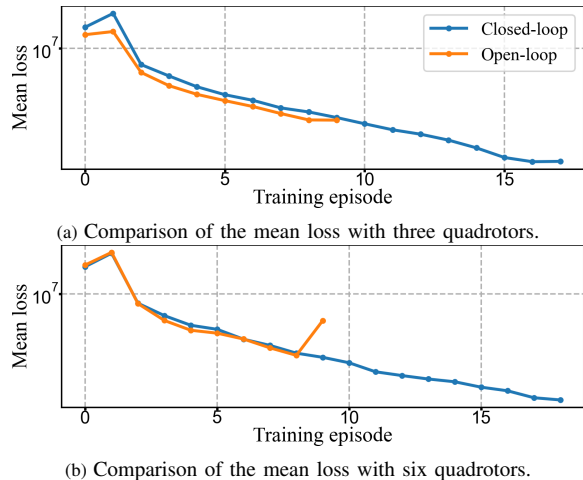 Mean loss
10^7
Closed-loop
Open-loop
0 5 10 15
Training episode
(a) Comparison of the mean loss with three quadrotors.
Mean loss
10^7
0 5 10 15
Training episode
(b) Comparison of the mean loss with six quadrotors.